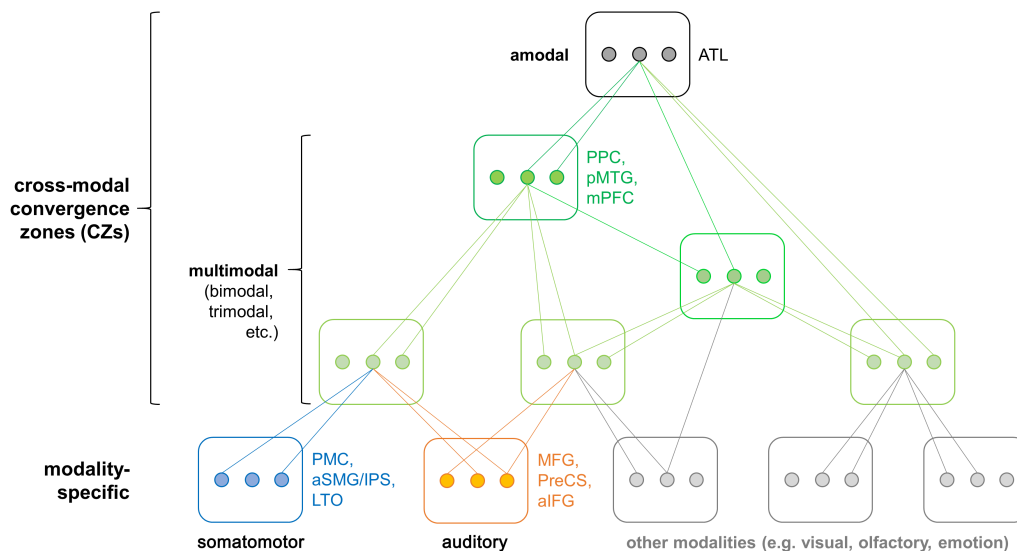 amodal
ATL
PPC,
pMTG,
mPFC
cross-modal
convergence
zones (CZs)
multimodal
(bimodal,
trimodal,
etc.)
modality-
specific
PMC,
aSMG/IPS,
LTO
MFG,
PreCS,
aIFG
somatomotor
auditory
other modalities (e.g. visual, olfactory, emotion)